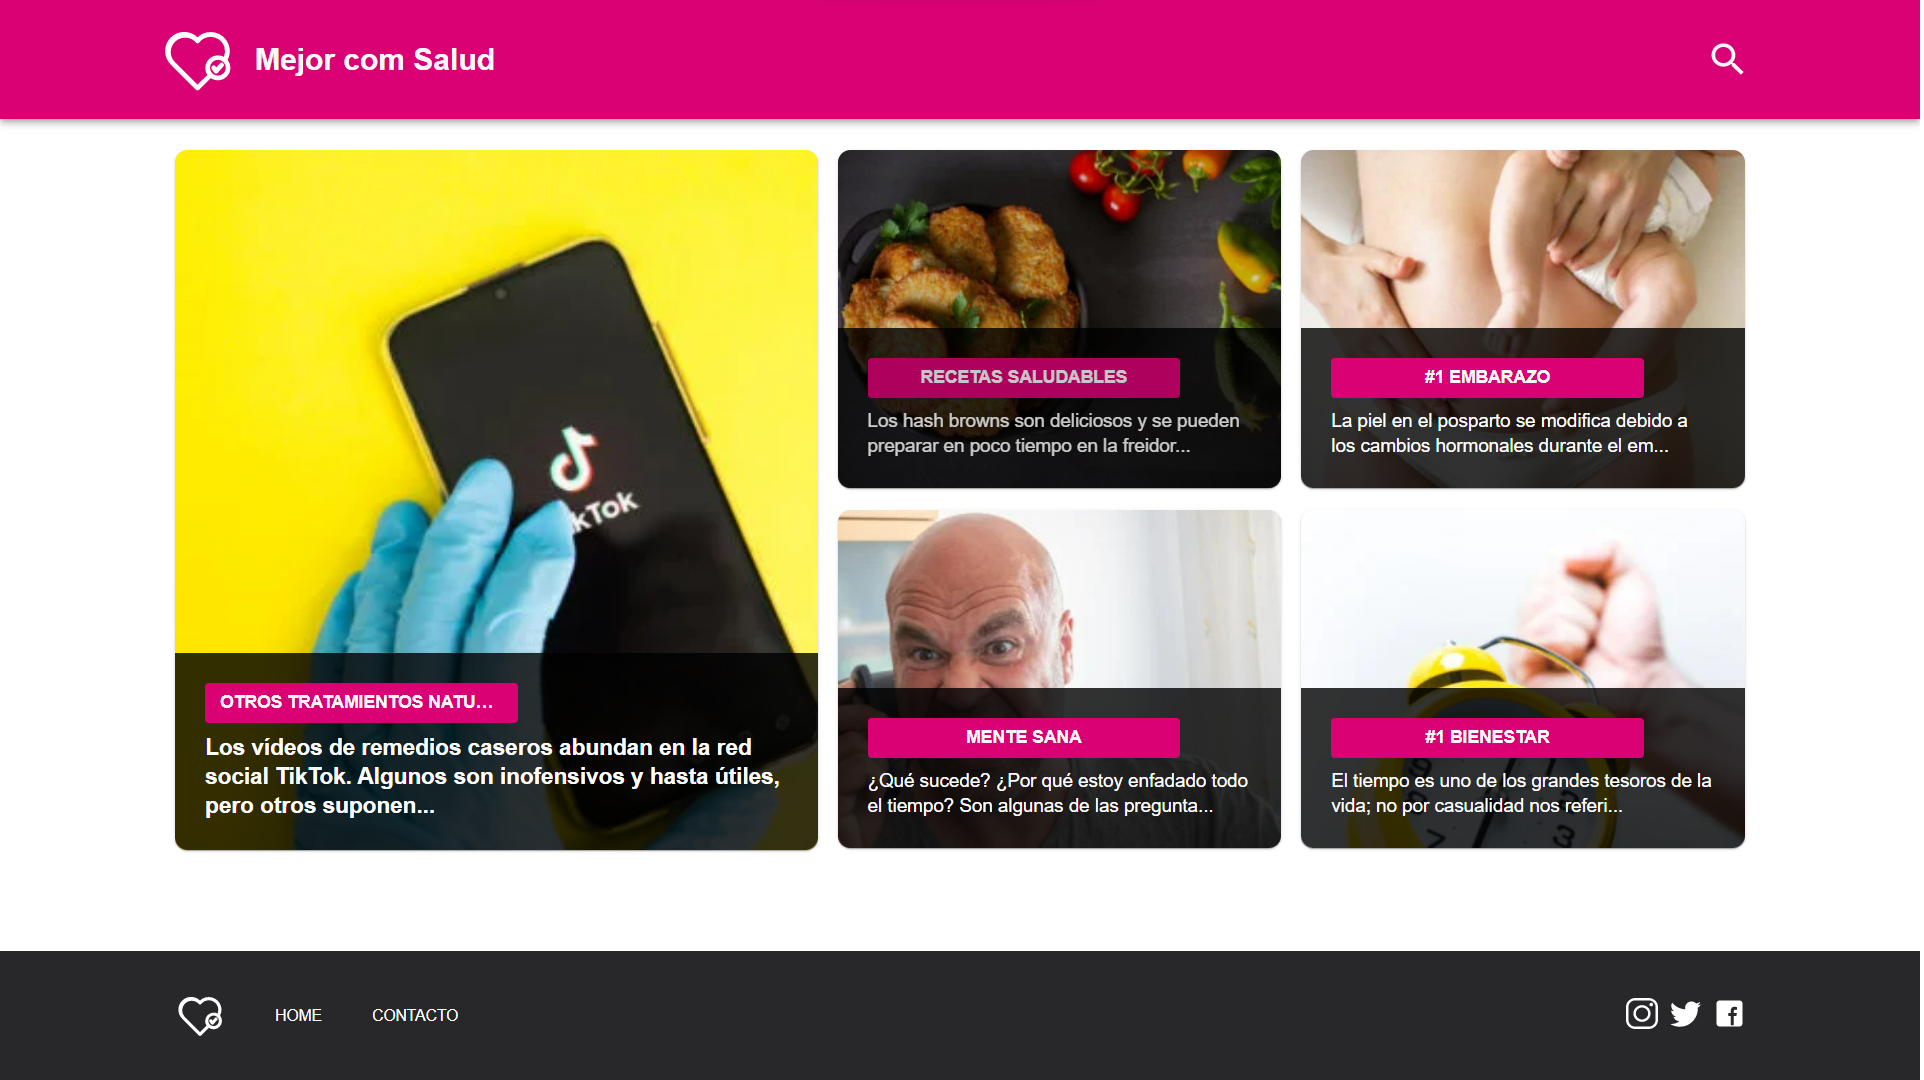 Mejor com Salud
kTok
OTROS TRATAMIENTOS NATU...
Los vídeos de remedios caseros abundan en la red
social TikTok. Algunos son inofensivos y hasta útiles,
pero otros suponen...
RECETAS SALUDABLES
Los hash browns son deliciosos y se pueden
preparar en poco tiempo en la freidor...
#1 EMBARAZO
La piel en el posparto se modifica debido a
los cambios hormonales durante el em...
MENTE SANA
¿Qué sucede? ¿Por qué estoy enfadado todo
el tiempo? Son algunas de las pregunta...
#1 BIENESTAR
El tiempo es uno de los grandes tesoros de la
vida; no por casualidad nos referi...
HOME
CONTACTO